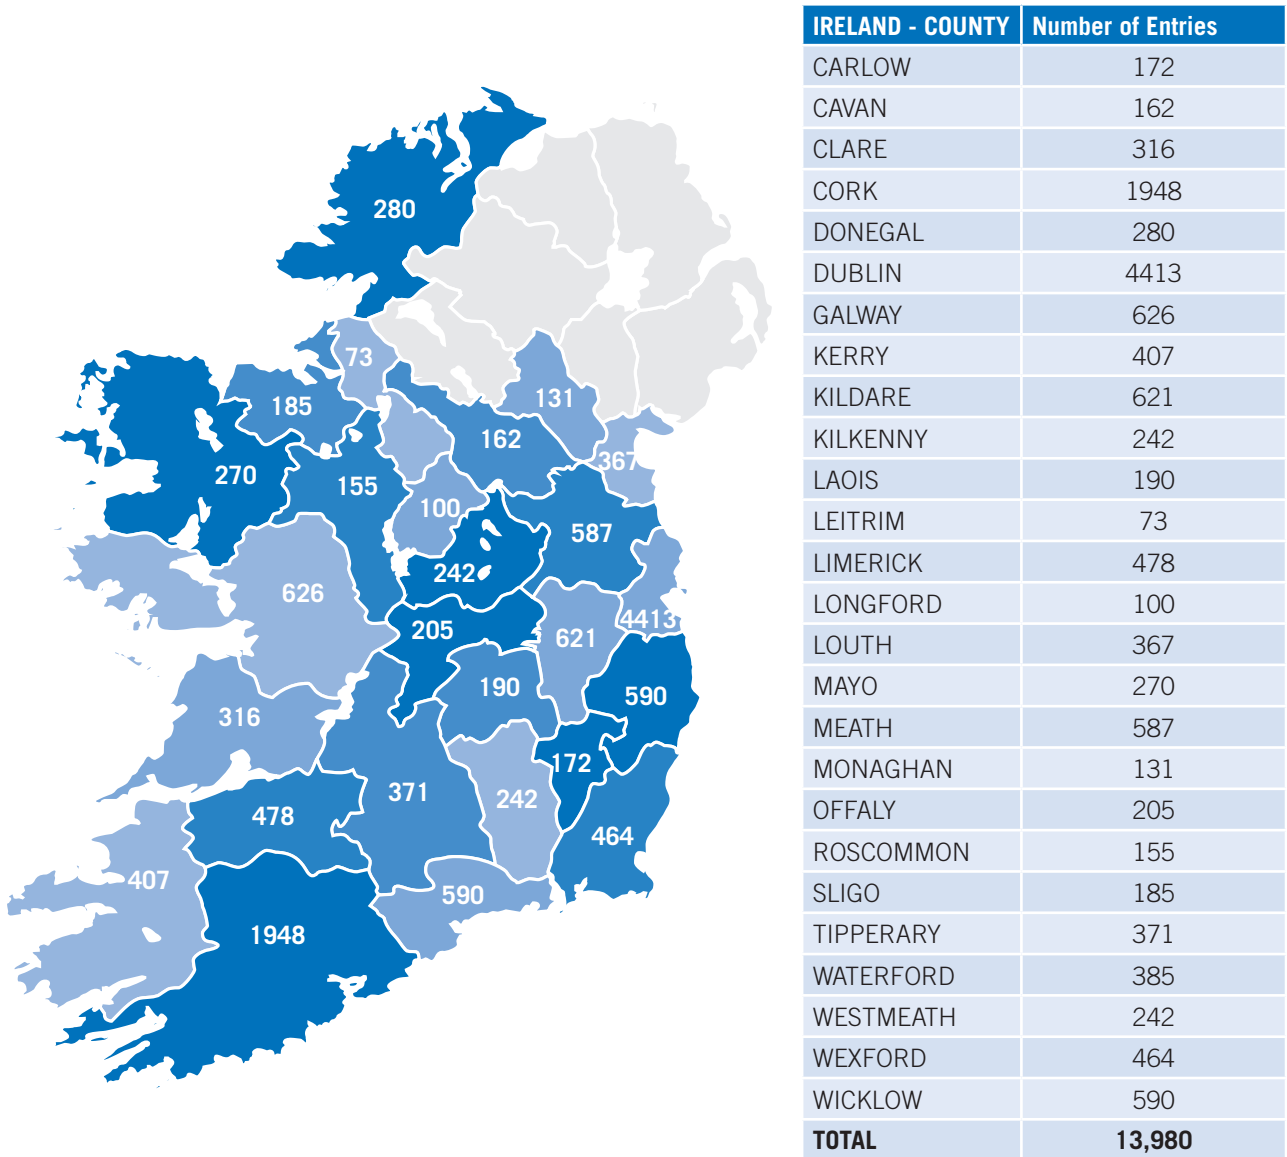 280
73
185
131
162
367
270
155
100
587
242
626
4413
205
621
190
590
316
172
371
242
478
464
407
590
1948
IRELAND - COUNTY Number of Entries
CARLOW 172
CAVAN 162
CLARE 316
CORK 1948
DONEGAL 280
DUBLIN 4413
GALWAY 626
KERRY 407
KILDARE 621
KILKENNY 242
LAOIS 190
LEITRIM 73
LIMERICK 478
LONGFORD 100
LOUTH 367
MAYO 270
MEATH 587
MONAGHAN 131
OFFALY 205
ROSCOMMON 155
SLIGO 185
TIPPERARY 371
WATERFORD 385
WESTMEATH 242
WEXFORD 464
WICKLOW 590
TOTAL 13,980